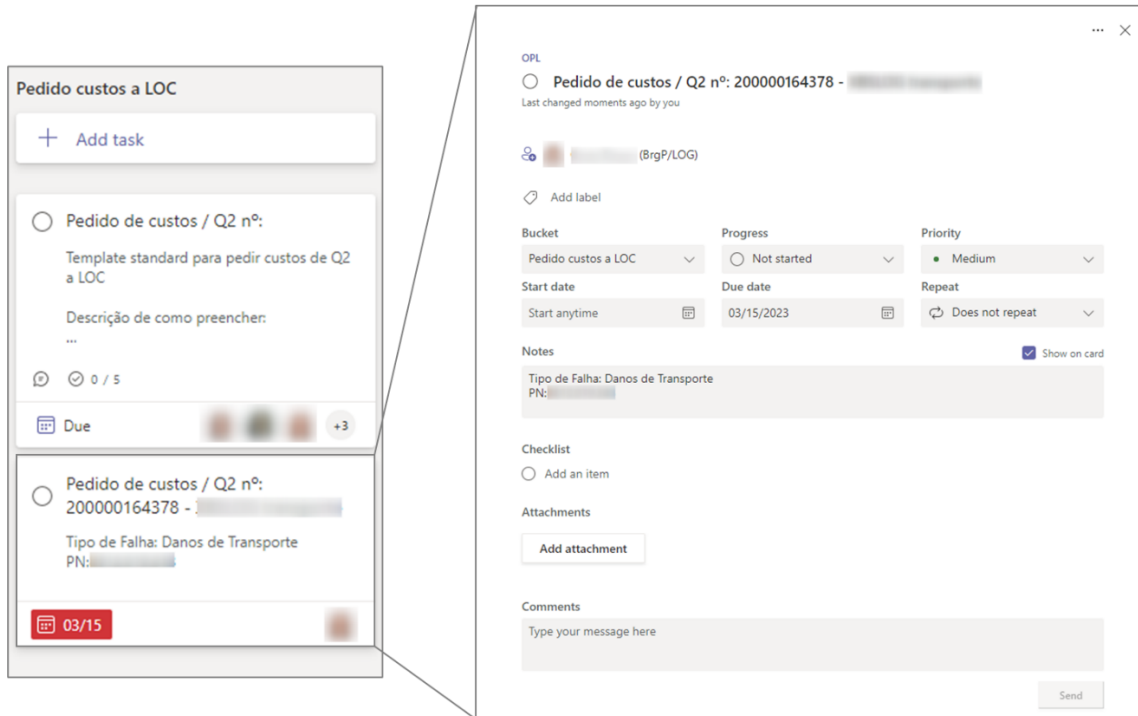 Pedido custos a LOC
Add task
Pedido de custos / Q2 nº:
Template standard para pedir custos de Q2
a LOC
Descrição de como preencher:
...
0 / 5
Due
+3
Pedido de custos / Q2 nº:
200000164378 -
Tipo de Falha: Danos de Transporte
PN:
03/15
OPL
Pedido de custos / Q2 nº: 200000164378 -
Last changed moments ago by you
(BrgP/LOG)
Add label
Bucket
Progress
Priority
Pedido custos a LOC
Not started
Medium
Start date
Due date
Repeat
Start anytime
03/15/2023
Does not repeat
Notes
Show on card
Tipo de Falha: Danos de Transporte
PN:
Checklist
Add an item
Attachments
Add attachment
Comments
Type your message here
Send